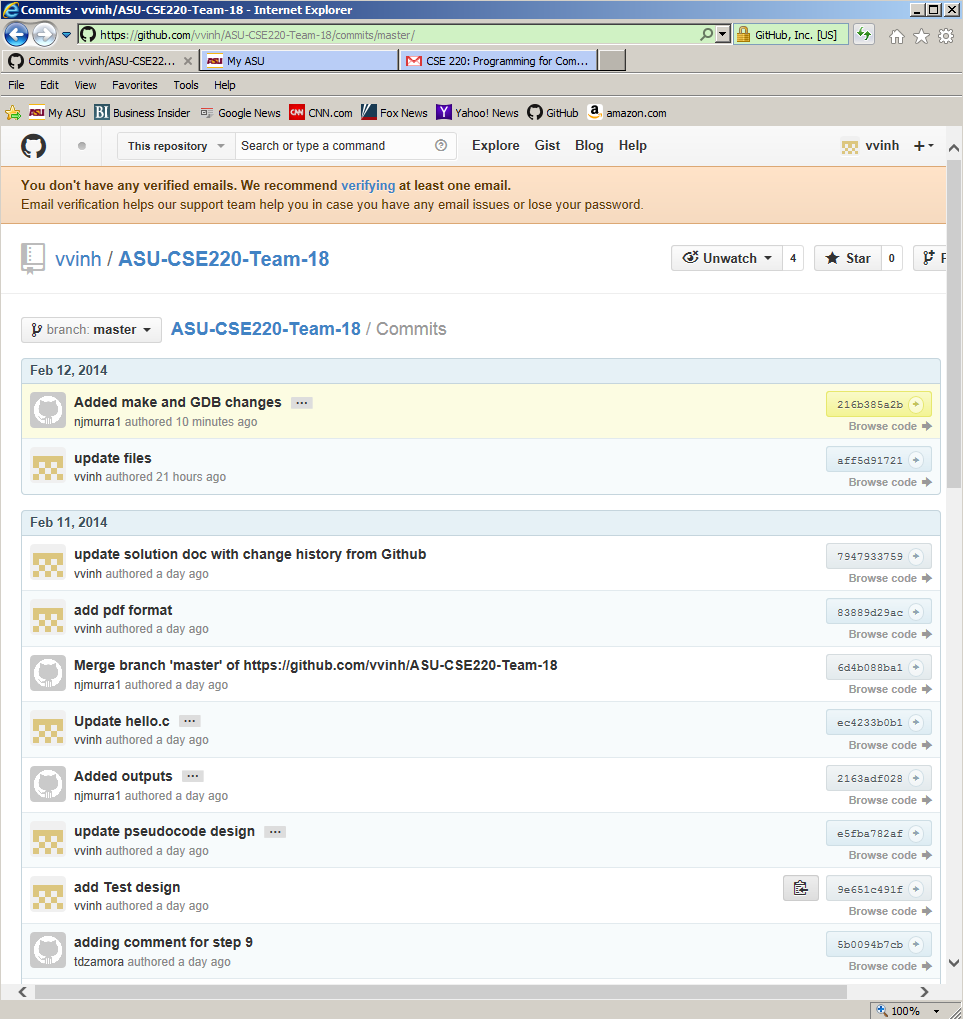 Commits · vvinh/ASU-CSE220-Team-18 - Internet Explorer
https://github.com/vvinh/ASU-CSE220-Team-18/commits/master/
GitHub, Inc. [US]
Commits · vvinh/ASU-CSE22...
ASU My ASU
CSE 220: Programming for Com...
File Edit View Favorites Tools Help
ASU My ASU BI Business Insider Google News CNN CNN.com Fox News Y Yahoo! News GitHub a amazon.com
This repository Search or type a command Explore Gist Blog Help vvinh
You don't have any verified emails. We recommend verifying at least one email.
Email verification helps our support team help you in case you have any email issues or lose your password.
vvinh / ASU-CSE220-Team-18 Unwatch 4 Star 0 F
branch: master ASU-CSE220-Team-18 / Commits
Feb 12, 2014
Added make and GDB changes ... 216b385a2b
njmurra1 authored 10 minutes ago Browse code
update files aff5d91721
vvinh authored 21 hours ago Browse code
Feb 11, 2014
update solution doc with change history from Github 7947933759
vvinh authored a day ago Browse code
add pdf format 83889d29ac
vvinh authored a day ago Browse code
Merge branch 'master' of https://github.com/vvinh/ASU-CSE220-Team-18 6d4b088ba1
njmurra1 authored a day ago Browse code
Update hello.c ... ec4233b0b1
vvinh authored a day ago Browse code
Added outputs ... 2163adf028
njmurra1 authored a day ago Browse code
update pseudocode design ... e5fba782af
vvinh authored a day ago Browse code
add Test design 9e651c491f
vvinh authored a day ago Browse code
adding comment for step 9 5b0094b7cb
tdzamora authored a day ago Browse code
100%